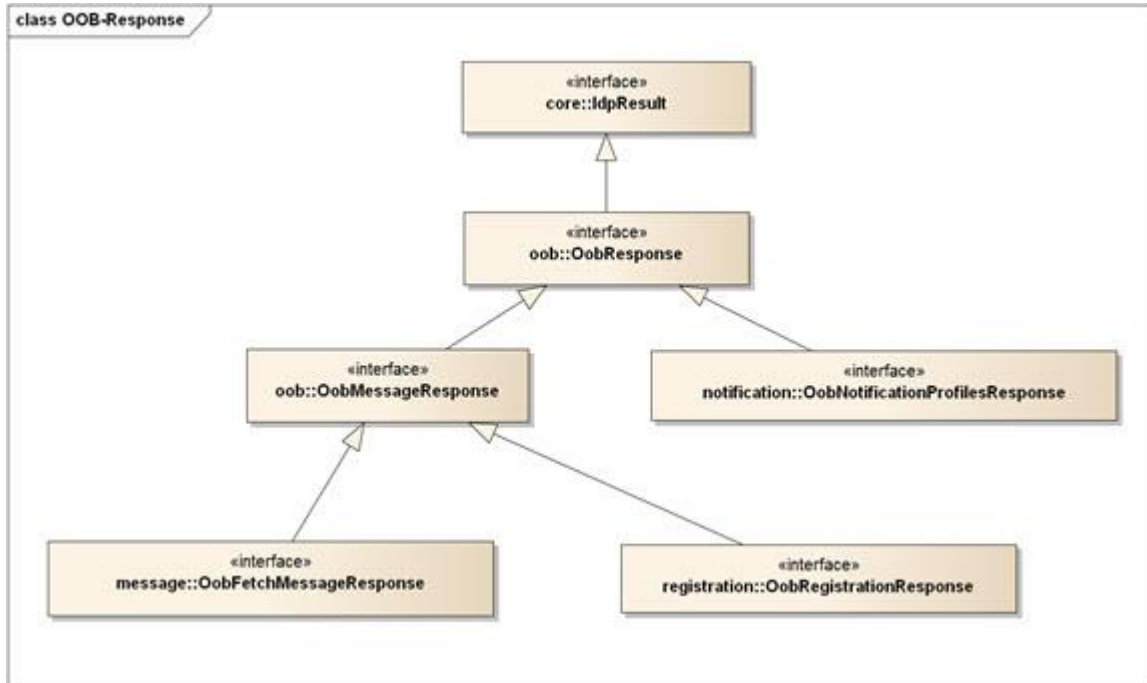 class OOB-Response
«interface»
core::IdpResult
«interface»
oob::OobResponse
«interface»
oob::OobMessageResponse
«interface»
notification::OobNotificationProfilesResponse
«interface»
message::OobFetchMessageResponse
«interface»
registration::OobRegistrationResponse